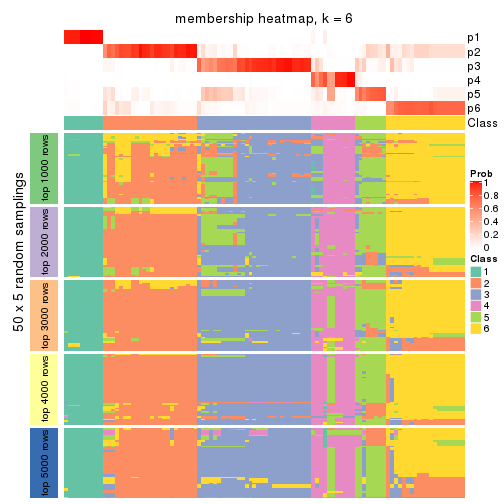 membership heatmap, k = 6
p1
p2
p3
p4
p5
p6
Class
50 x 5 random samplings
top 1000 rows
top 2000 rows
top 3000 rows
top 4000 rows
top 5000 rows
Prob
1
0.8
0.6
0.4
0.2
0
Class
1
2
3
4
5
6